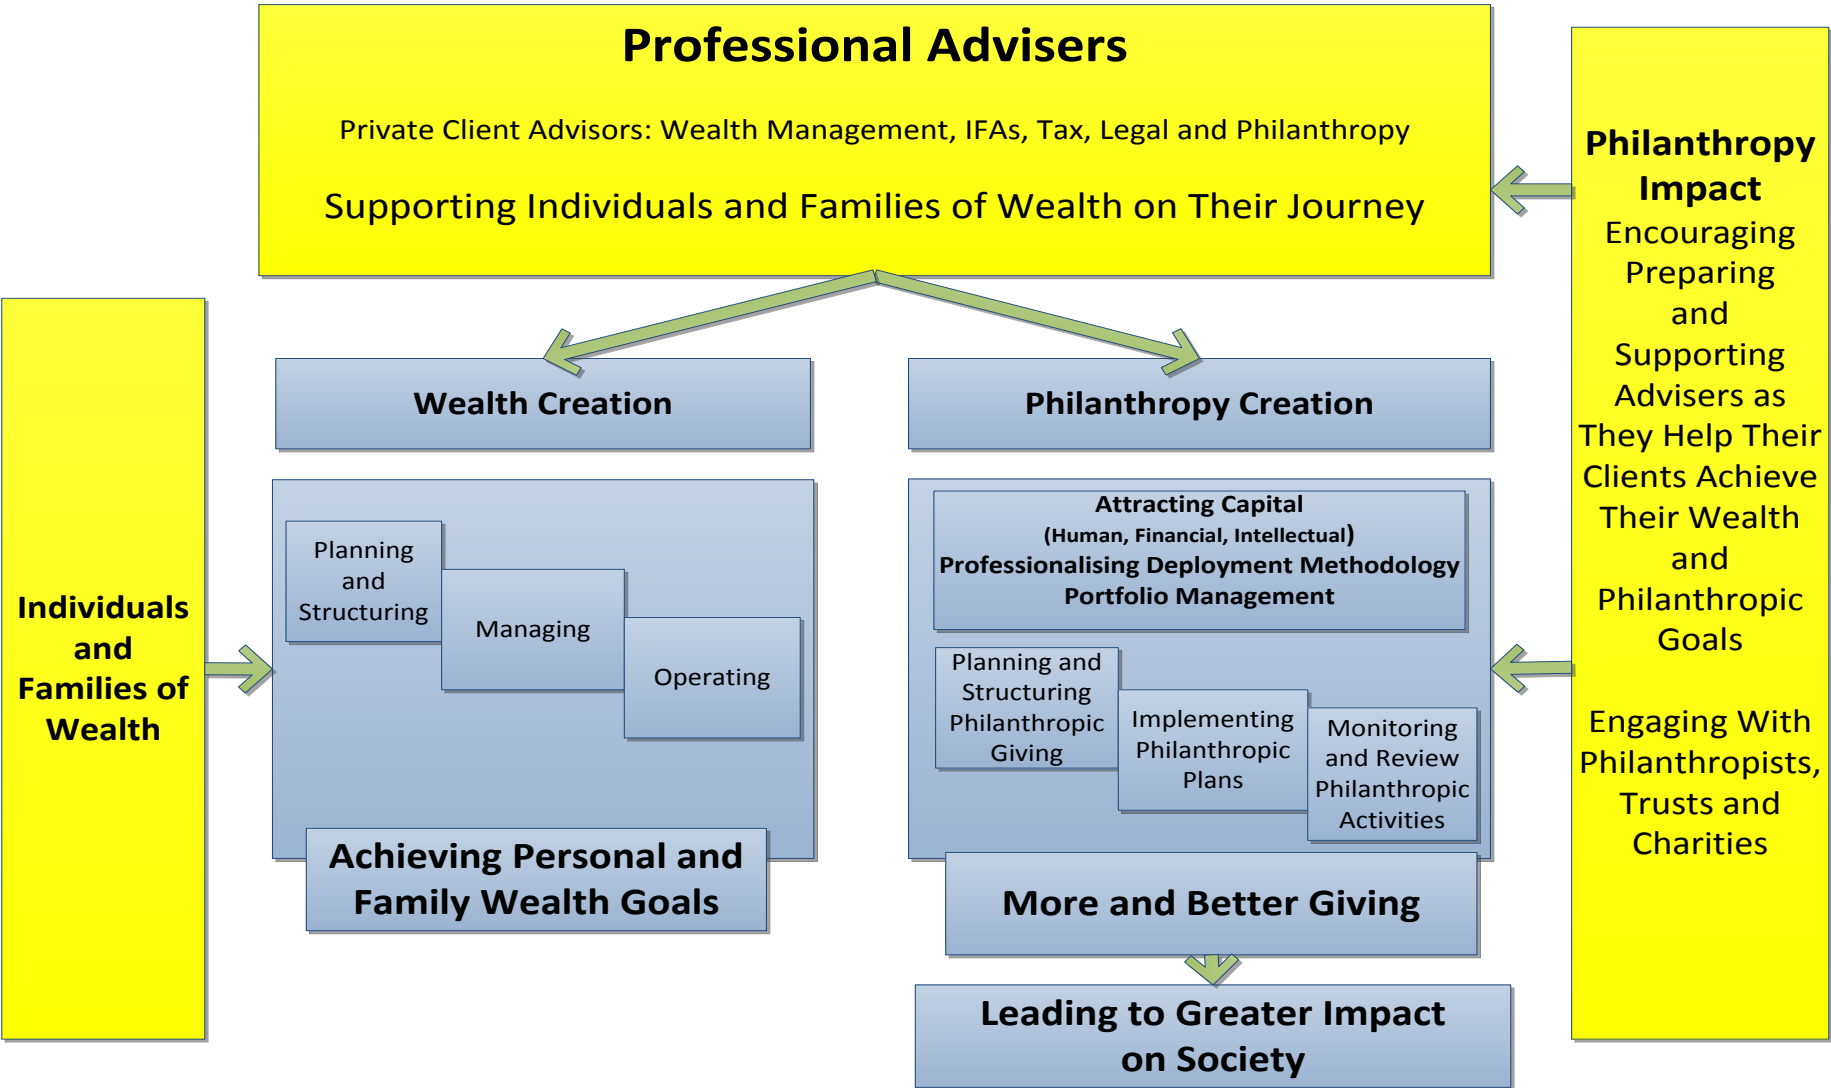 Professional Advisers
Private Client Advisors: Wealth Management, IFAs, Tax, Legal and Philanthropy
Supporting Individuals and Families of Wealth on Their Journey
Individuals
and
Families of
Wealth
Wealth Creation
Planning
and
Structuring
Managing
Operating
Achieving Personal and
Family Wealth Goals
Philanthropy Creation
Attracting Capital
(Human, Financial, Intellectual)
Professionalising Deployment Methodology
Portfolio Management
Planning and
Structuring
Philanthropic
Giving
Implementing
Philanthropic
Plans
Monitoring
and Review
Philanthropic
Activities
More and Better Giving
Leading to Greater Impact
on Society
Philanthropy
Impact
Encouraging
Preparing
and
Supporting
Advisers as
They Help Their
Clients Achieve
Their Wealth
and
Philanthropic
Goals
Engaging With
Philanthropists,
Trusts and
Charities